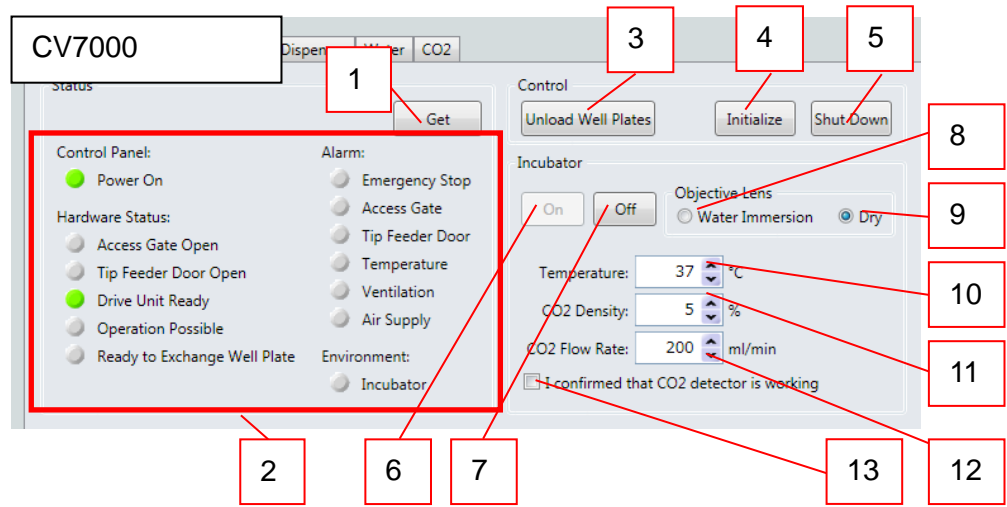 CV7000
CO2
1
2
3
4
5
6
7
8
9
10
11
12
13
Status
Get
Control Panel:
Power On
Hardware Status:
Access Gate Open
Tip Feeder Door Open
Drive Unit Ready
Operation Possible
Ready to Exchange Well Plate
Alarm:
Emergency Stop
Access Gate
Tip Feeder Door
Temperature
Ventilation
Air Supply
Environment:
Incubator
Control
Unload Well Plates
Initialize
Shut Down
Incubator
On
Off
Objective Lens
Water Immersion
Dry
Temperature:
37
°C
CO2 Density:
5
%
CO2 Flow Rate:
200
ml/min
I confirmed that CO2 detector is working